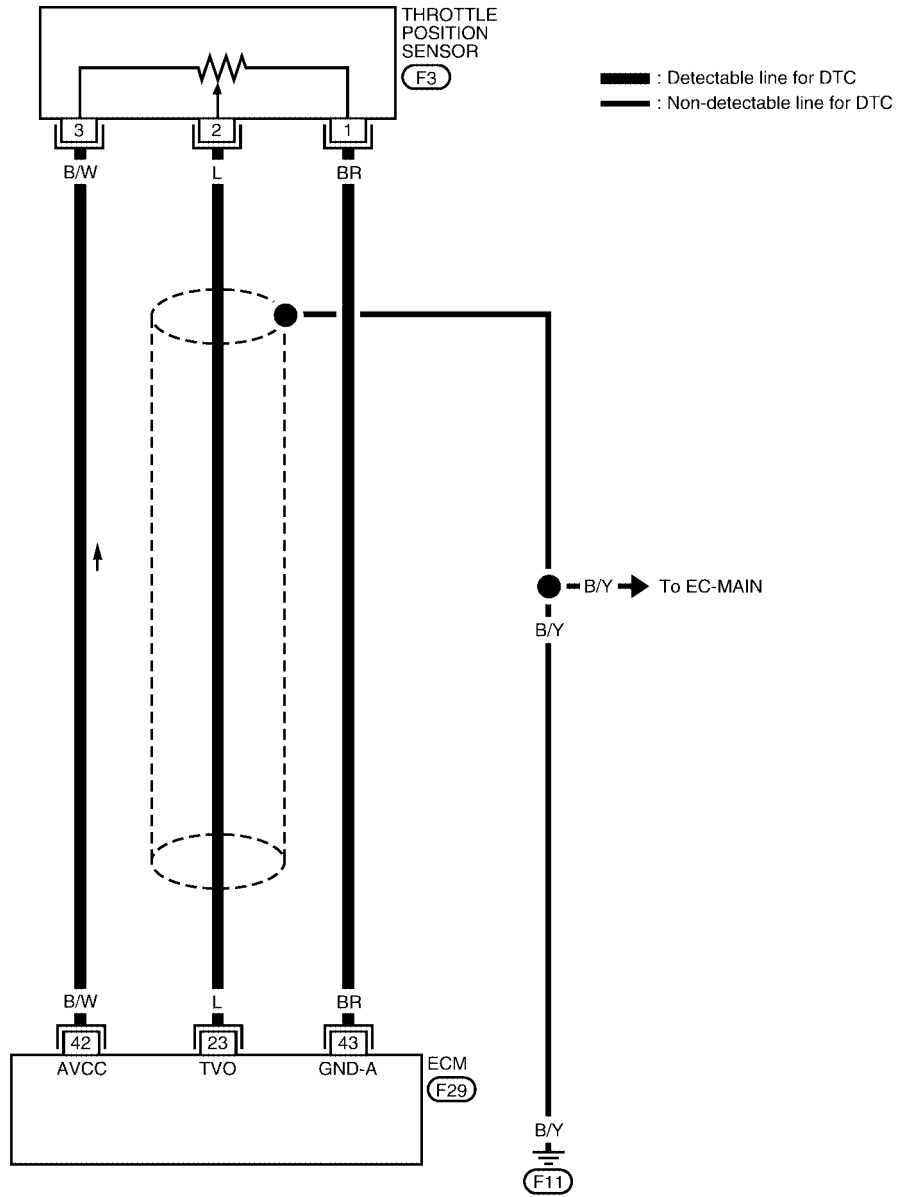 THROTTLE
POSITION
SENSOR
F3
: Detectable line for DTC
: Non-detectable line for DTC
3
2
1
B/W
L
BR
B/Y
To EC-MAIN
B/Y
B/W
L
BR
42
23
43
AVCC
TVO
GND-A
ECM
F29
B/Y
F11